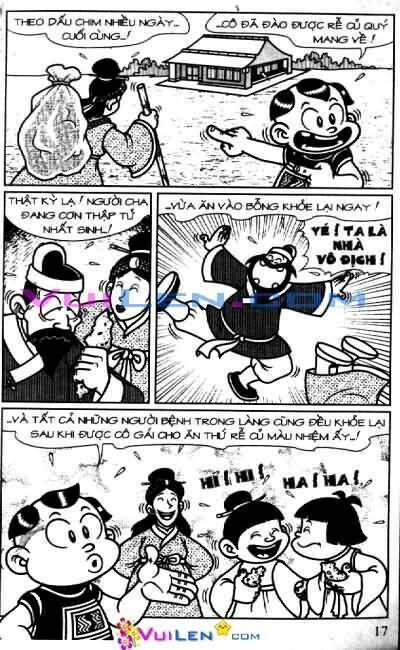 THEO DẤU CHIM NHIỀU NGÀY...
CUỐI CÙNG...!
...CÔ ĐÃ ĐÀO ĐƯỢC RỄ CỦ QUÝ
MANG VỀ!
THẬT KỲ LẠ! NGƯỜI CHA
ĐANG CƠN THẬP TỬ
NHẤT SINH...!
...VỪA ĂN VÀO BỖNG KHỎE LẠI NGAY!
YÉ! TA LÀ
NHÀ
VÔ ĐỊCH!
VUILEN.COM
...VÀ TẤT CẢ NHỮNG NGƯỜI BỆNH TRONG LÀNG CŨNG ĐỀU KHỎE LẠI
SAU KHI ĐƯỢC CÔ GÁI CHO ĂN THỨ RỄ CỦ MÀU NHIỆM ẤY...!
HI! HI!
HA! HA!
17
VUILEN.COM